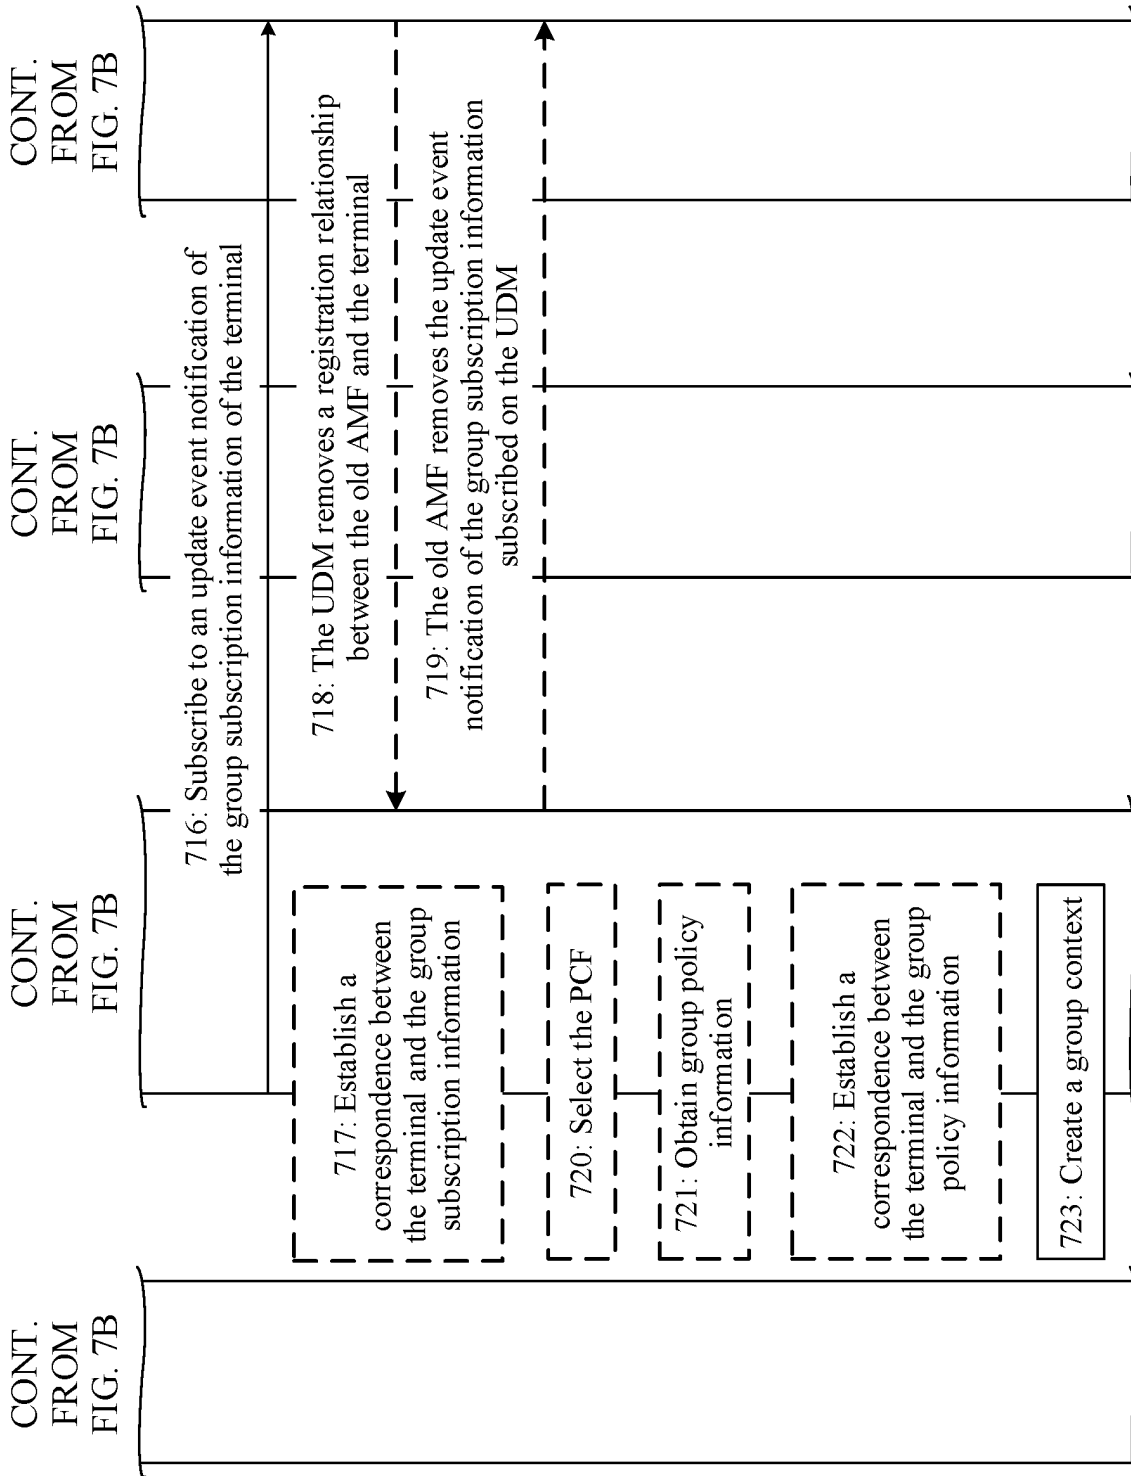 CONT.
FROM
FIG. 7B
CONT.
FROM
FIG. 7B
CONT.
FROM
FIG. 7B
CONT.
FROM
FIG. 7B
716: Subscribe to an update event notification of
the group subscription information of the terminal
717: Establish a
correspondence between
the terminal and the group
subscription information
718: The UDM removes a registration relationship
between the old AMF and the terminal
719: The old AMF removes the update event
notification of the group subscription information
subscribed on the UDM
720: Select the PCF
721: Obtain group policy
information
722: Establish a
correspondence between
the terminal and the group
policy information
723: Create a group context